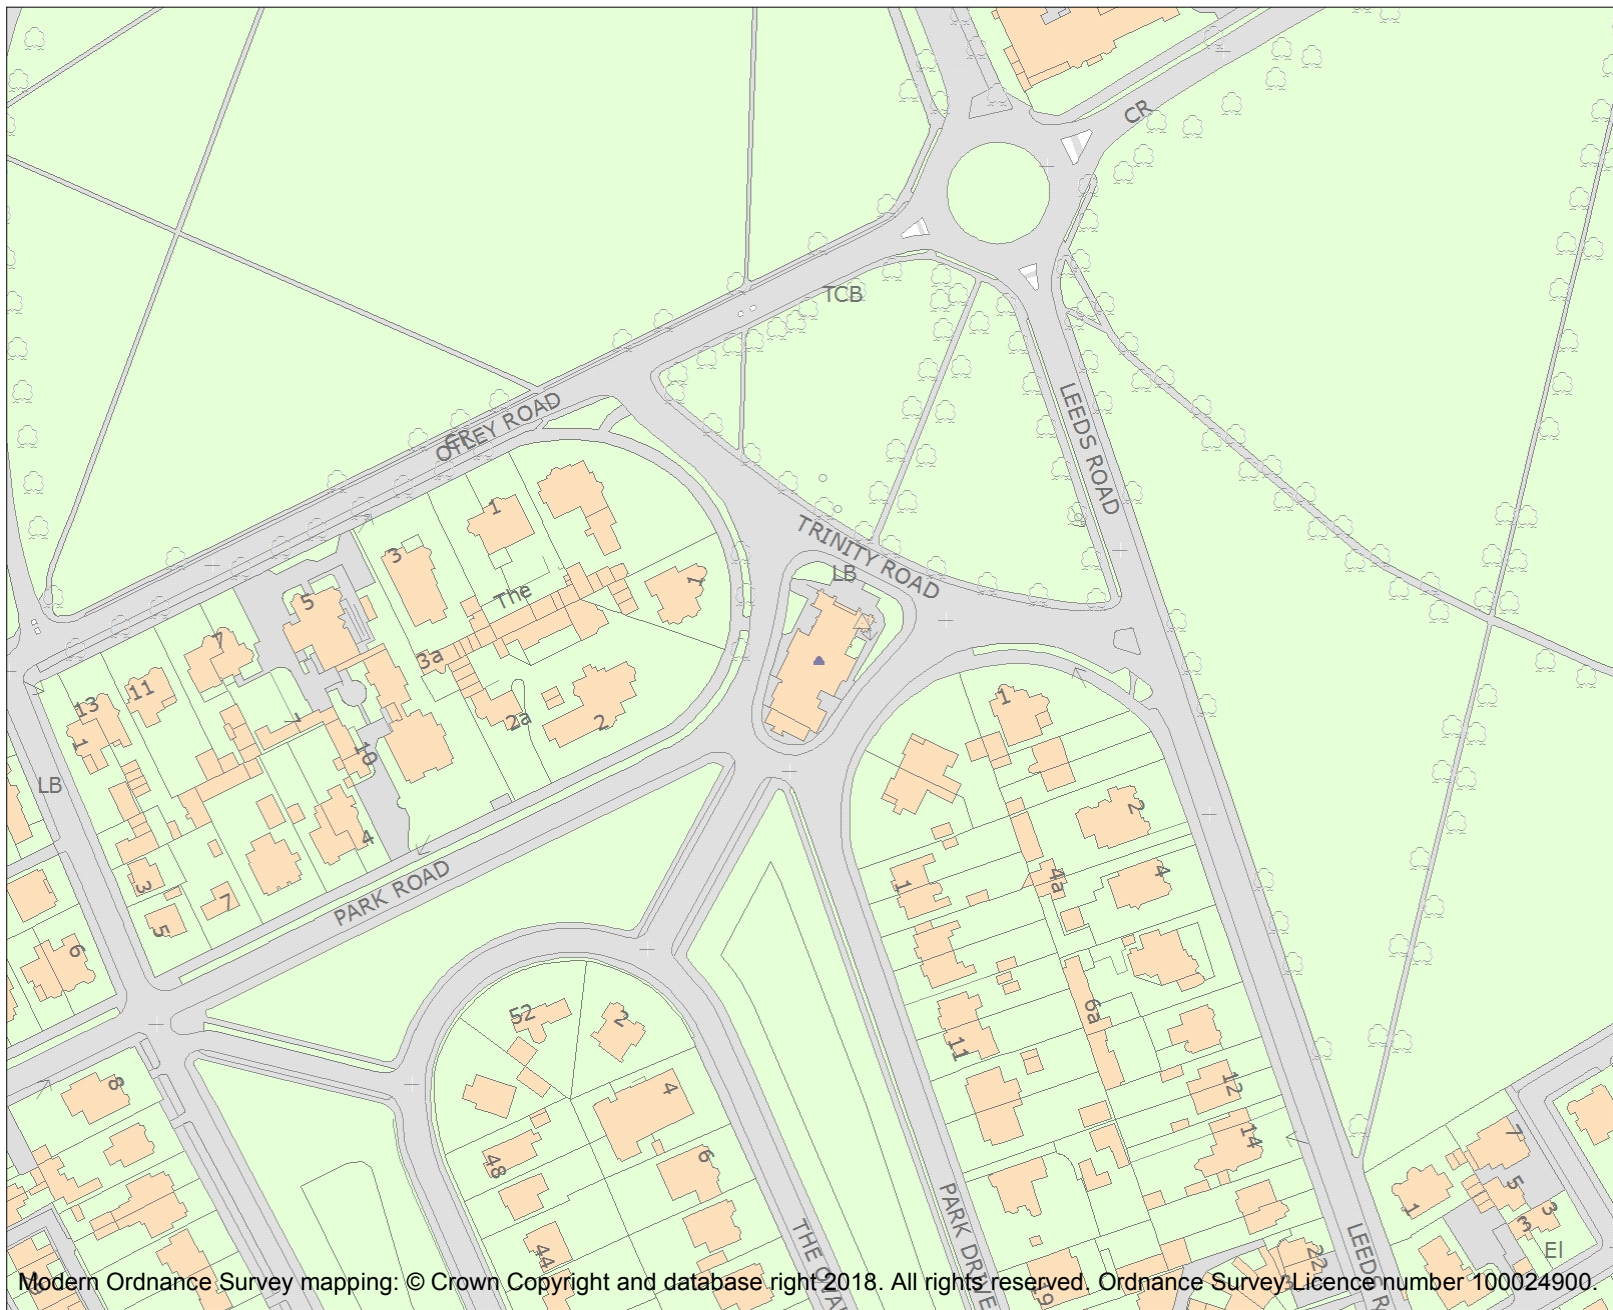 CR
TCB
LEEDS ROAD
OTLEY ROAD
CR
TRINITY ROAD
LB
1
3
The
1
5
7
3a
11
13
1
2a
2
10
1
LB
2
4
3
4a
4
1
7
PARK ROAD
5
6
52
2
6a
11
8
4
12
14
48
6
7
5
1
3
3
PARK DRIVE
THE OVAL
LEEDS R
El
44
22
19
Modern Ordnance Survey mapping: © Crown Copyright and database right 2018. All rights reserved. Ordnance Survey Licence number 100024900.